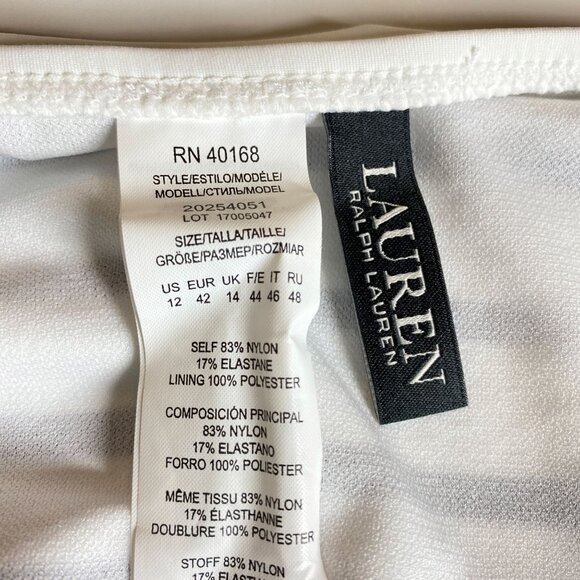 RN 40168
STYLE/ESTILO/MODÈLE/
MODELL/СТИЛЬ/MODEL
20254051
LOT 17005047
SIZE/TALLA/TAILLE/
GRÖßE/РАЗМЕР/ROZMIAR
US EUR UK F/E IT RU
12 42 14 44 46 48
SELF 83% NYLON
17% ELASTANE
LINING 100% POLYESTER
COMPOSICIÓN PRINCIPAL
83% NYLON
17% ELASTANO
FORRO 100% POLIESTER
MÊME TISSU 83% NYLON
17% ÉLASTHANNE
DOUBLURE 100% POLYESTER
STOFF 83% NYLON
17% ELASTHAN
LAUREN
RALPH LAUREN